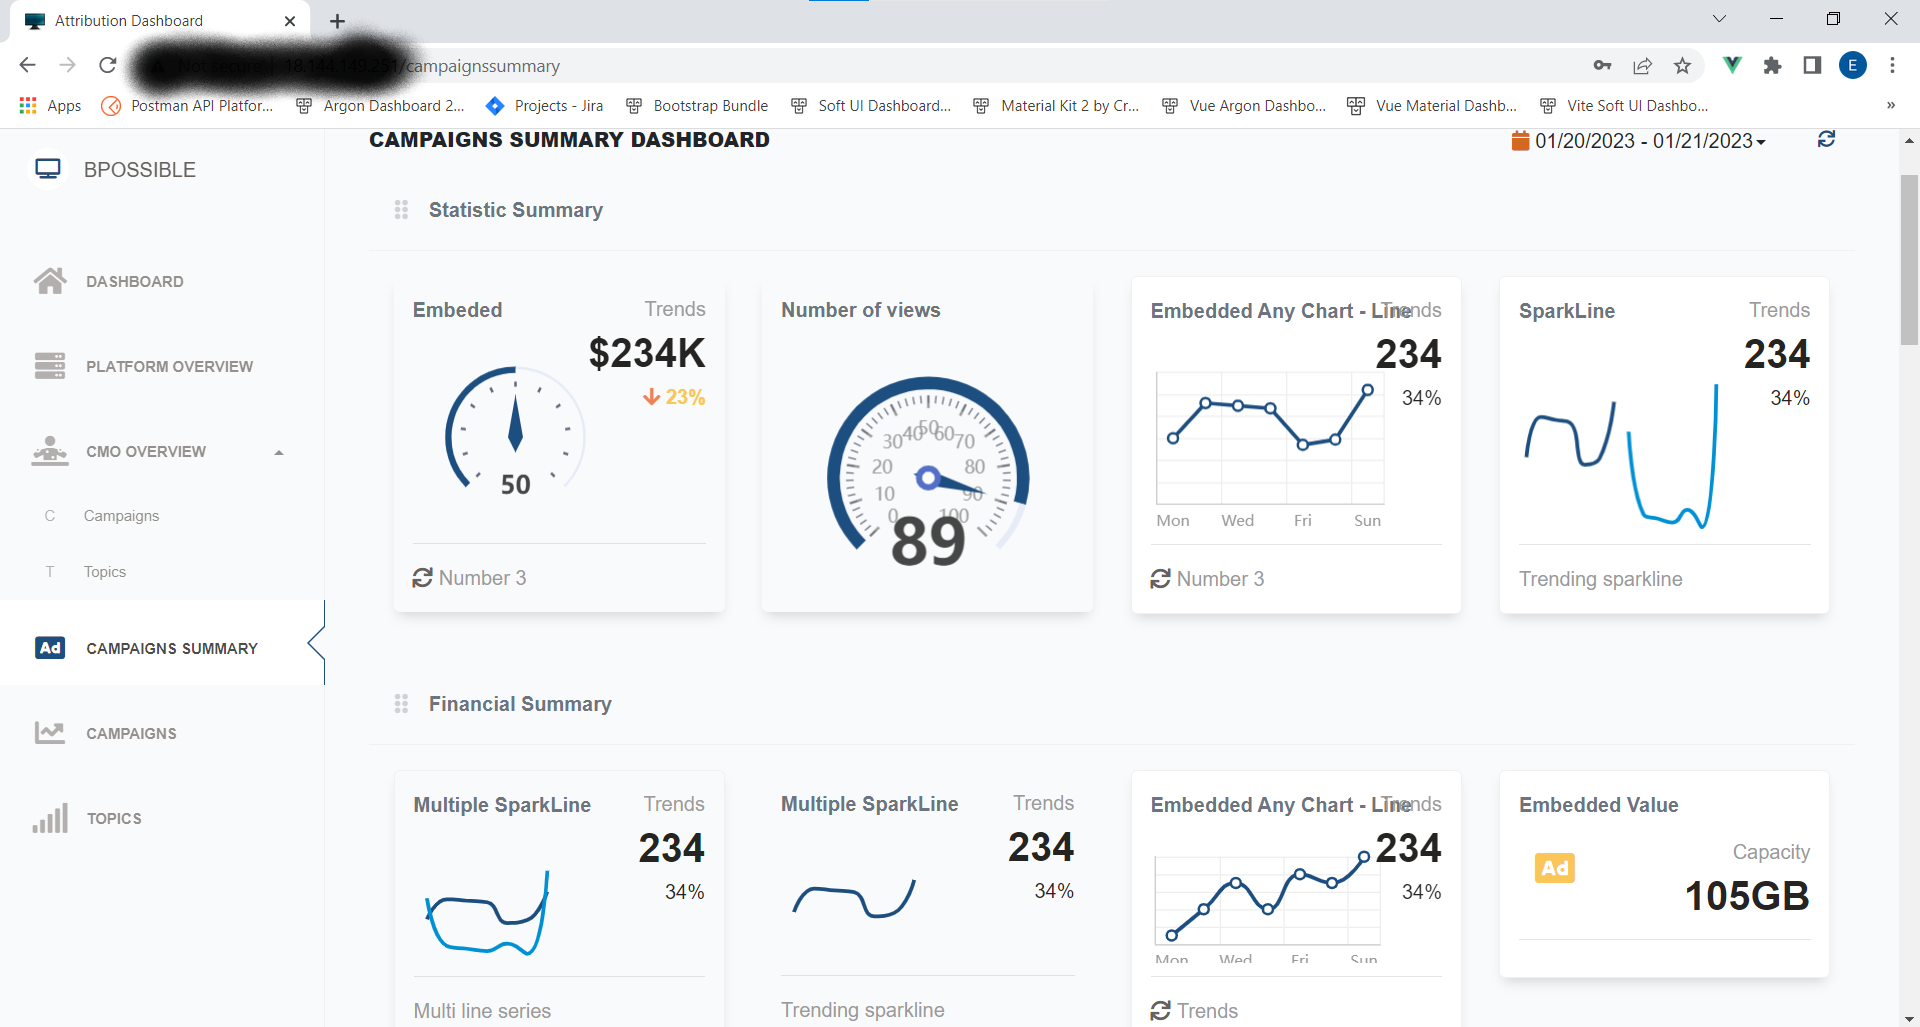 Attribution Dashboard
/campaignssummary
E
Apps
Postman API Platfor...
Argon Dashboard 2...
Projects - Jira
Bootstrap Bundle
Soft UI Dashboard...
Material Kit 2 by Cr...
Vue Argon Dashbo...
Vue Material Dashb...
Vite Soft UI Dashbo...
»
BPOSSIBLE
DASHBOARD
PLATFORM OVERVIEW
CMO OVERVIEW
C Campaigns
T Topics
Ad CAMPAIGNS SUMMARY
CAMPAIGNS
TOPICS
CAMPAIGNS SUMMARY DASHBOARD
01/20/2023 - 01/21/2023
Statistic Summary
Embeded
Trends
$234K
23%
50
Number 3
Number of views
0 10 20 30 40 50 60 70 80 90 100
89
Embedded Any Chart - Line
Trends
234
34%
Mon Wed Fri Sun
Number 3
SparkLine
Trends
234
34%
Trending sparkline
Financial Summary
Multiple SparkLine
Trends
234
34%
Multi line series
Multiple SparkLine
Trends
234
34%
Trending sparkline
Embedded Any Chart - Line
Trends
234
34%
Mon Wed Fri Sun
Trends
Embedded Value
Ad
Capacity
105GB